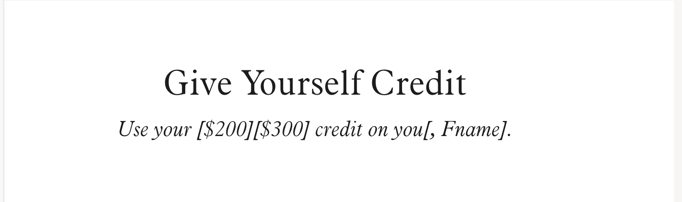 Give Yourself Credit
Use your [$200][$300] credit on you[, Fname].